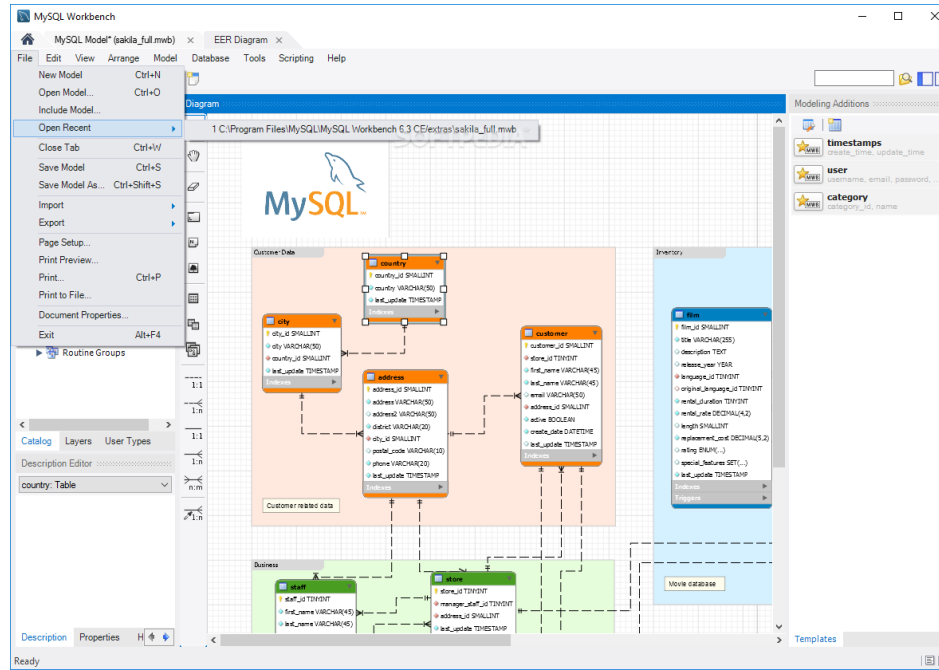 MySQL Workbench
MySQL Model* (sakila_full.mwb)
EER Diagram
File Edit View Arrange Model Database Tools Scripting Help
New Model Ctrl+N
Open Model... Ctrl+O
Include Model...
Open Recent
1 C:\Program Files\MySQL\MySQL Workbench 6.3 CE/extras\sakila_full.mwb
Close Tab Ctrl+W
Save Model Ctrl+S
Save Model As... Ctrl+Shift+S
Import
Export
Page Setup...
Print Preview...
Print... Ctrl+P
Print to File...
Document Properties...
Exit Alt+F4
Routine Groups
Catalog Layers User Types
Description Editor
country: Table
Description Properties H
Ready
Diagram
1:1
1:n
1:1
1:n
n:m
1:n
SOFTPEDIA
MySQL
Customer Data
country
country_id SMALLINT
country VARCHAR(50)
last_update TIMESTAMP
Indexes
city
city_id SMALLINT
city VARCHAR(50)
country_id SMALLINT
last_update TIMESTAMP
Indexes
address
address_id SMALLINT
address VARCHAR(50)
address2 VARCHAR(50)
district VARCHAR(20)
city_id SMALLINT
postal_code VARCHAR(10)
phone VARCHAR(20)
last_update TIMESTAMP
Indexes
customer
customer_id SMALLINT
store_id TINYINT
first_name VARCHAR(45)
last_name VARCHAR(45)
email VARCHAR(50)
address_id SMALLINT
active BOOLEAN
create_date DATETIME
last_update TIMESTAMP
Indexes
Customer related data
Inventory
film
film_id SMALLINT
title VARCHAR(255)
description TEXT
release_year YEAR
language_id TINYINT
original_language_id TINYINT
rental_duration TINYINT
rental_rate DECIMAL(4,2)
length SMALLINT
replacement_cost DECIMAL(5,2)
rating ENUM(...)
special_features SET(...)
last_update TIMESTAMP
Indexes
Triggers
Movie database
Business
staff
staff_id TINYINT
first_name VARCHAR(45)
last_name VARCHAR(45)
store
store_id TINYINT
manager_staff_id TINYINT
address_id SMALLINT
last_update TIMESTAMP
Modeling Additions
timestamps
create_time, update_time
user
username, email, password, ...
category
category_id, name
Templates